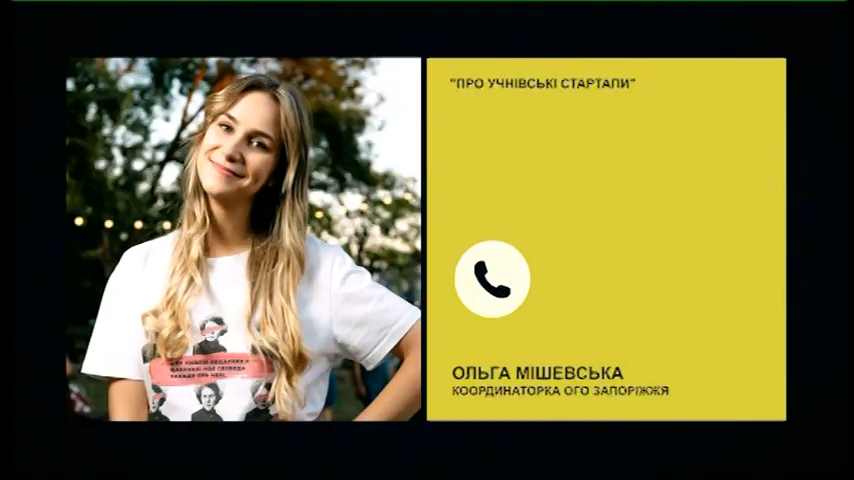 "ПРО УЧНІВСЬКІ СТАРТАПИ"
ОЛЬГА МІШЕВСЬКА
КООРДИНАТОРКА ОГО ЗАПОРІЖЖЯ